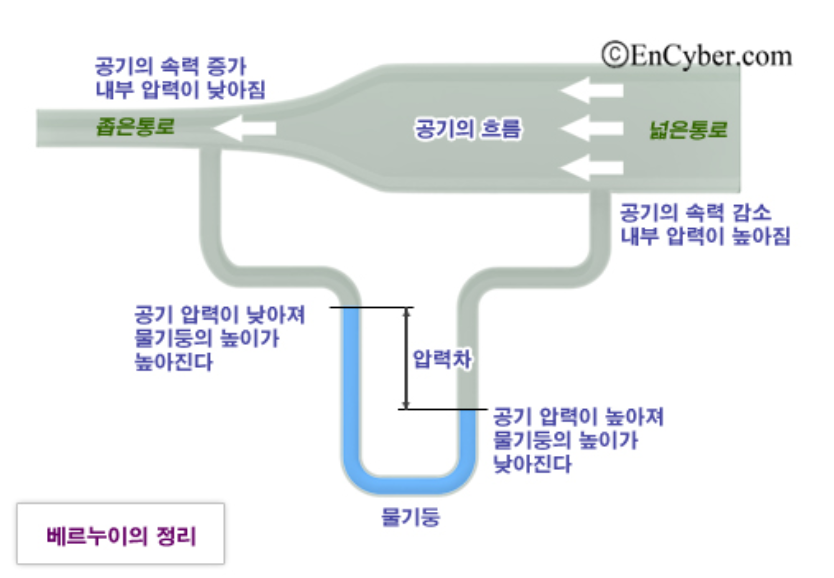 ⓒEnCyber.com
공기의 속력 증가
내부 압력이 낮아짐
좁은통로
공기의 흐름
넓은통로
공기의 속력 감소
내부 압력이 높아짐
공기 압력이 낮아져
물기둥의 높이가
높아진다
압력차
공기 압력이 높아져
물기둥의 높이가
낮아진다
물기둥
베르누이의 정리